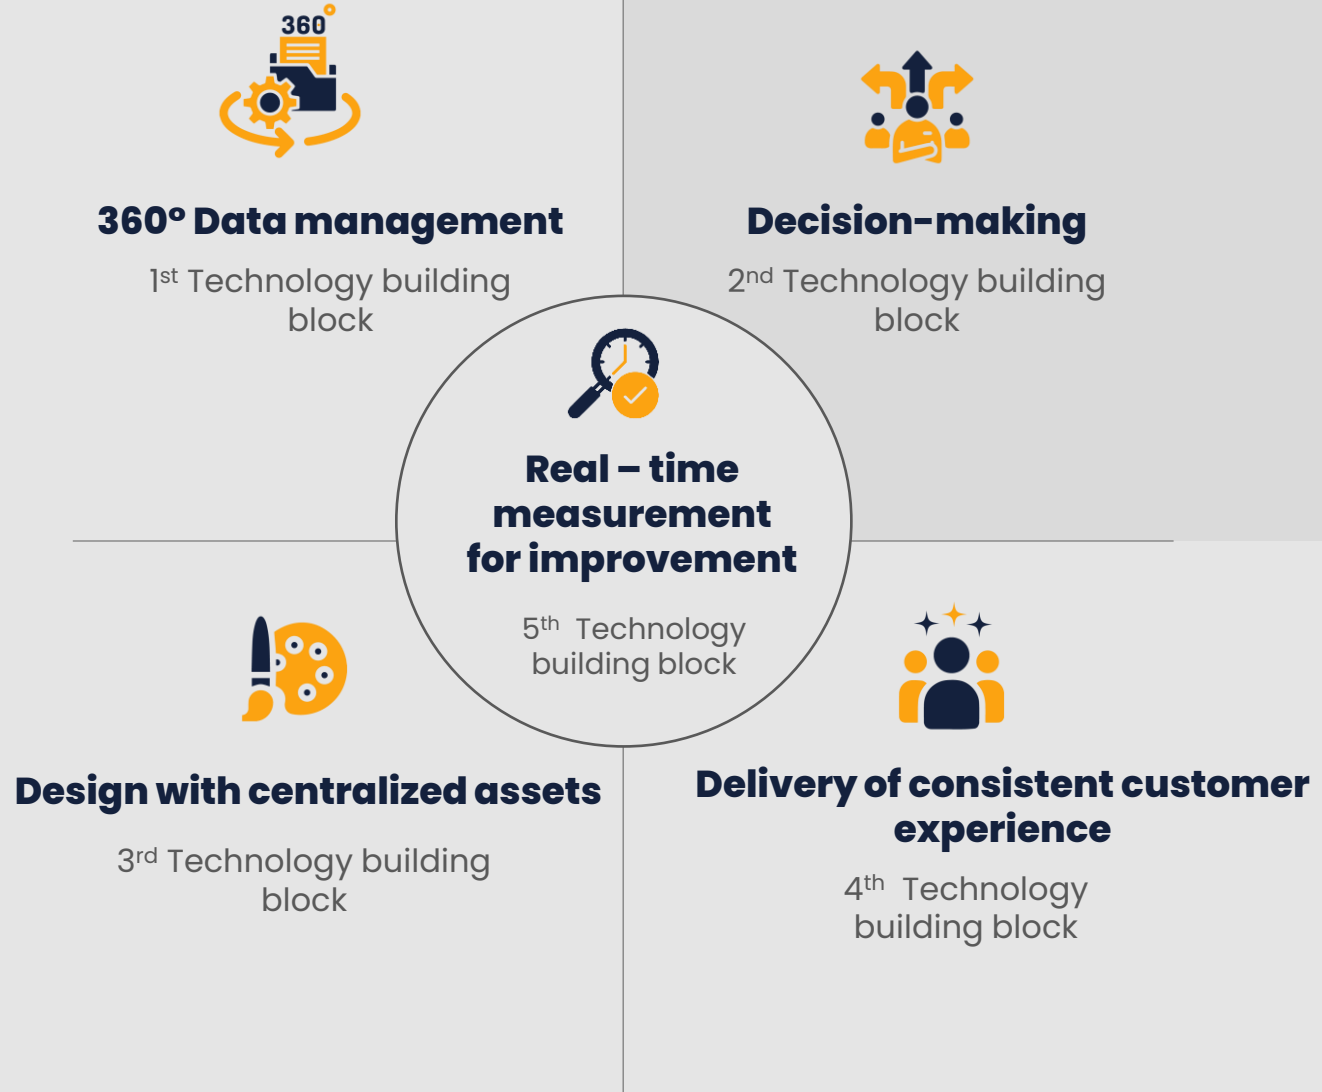 360°
360° Data management
1st Technology building
block
Decision-making
2nd Technology building
block
Real – time
measurement
for improvement
5th Technology
building block
Design with centralized assets
3rd Technology building
block
Delivery of consistent customer
experience
4th Technology
building block